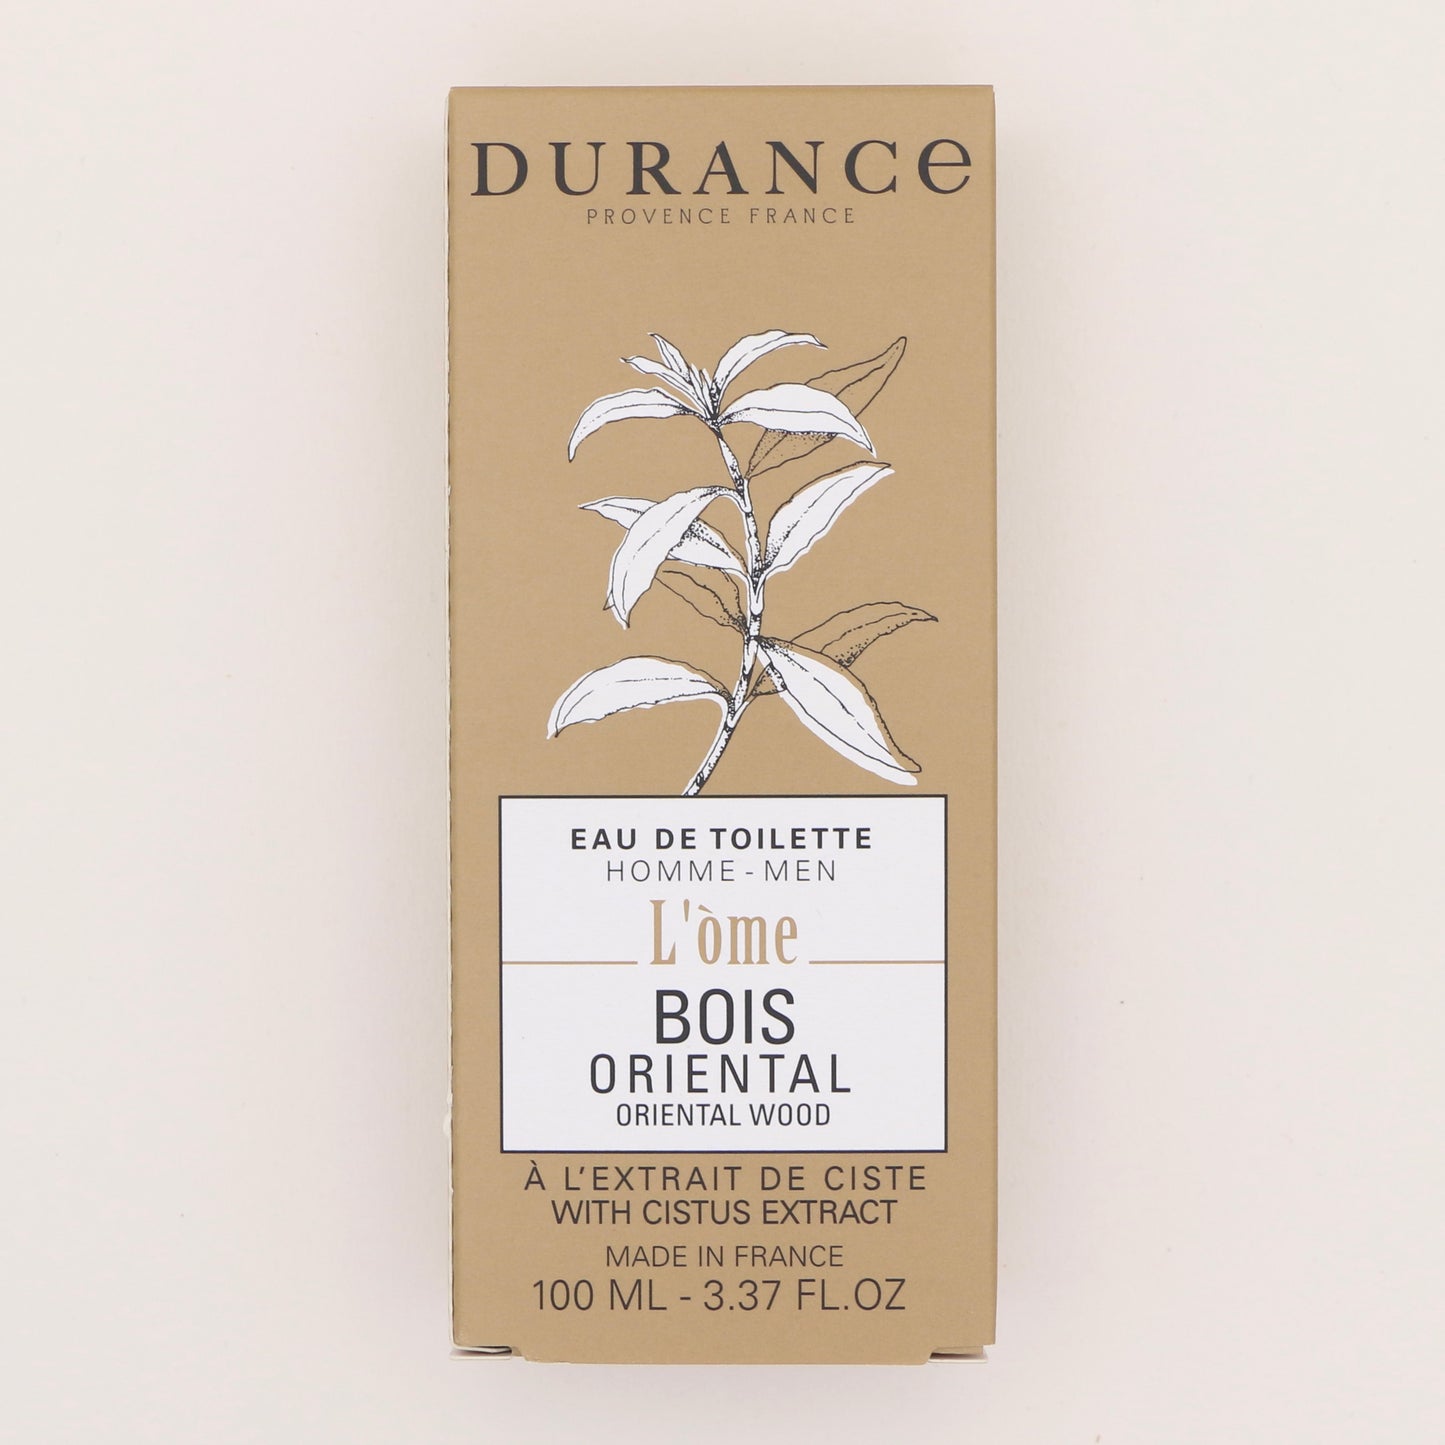 DURANCe
PROVENCE FRANCE
EAU DE TOILETTE
HOMME - MEN
L'òme
BOIS
ORIENTAL
ORIENTAL WOOD
À L'EXTRAIT DE CISTE
WITH CISTUS EXTRACT
MADE IN FRANCE
100 ML - 3.37 FL.OZ